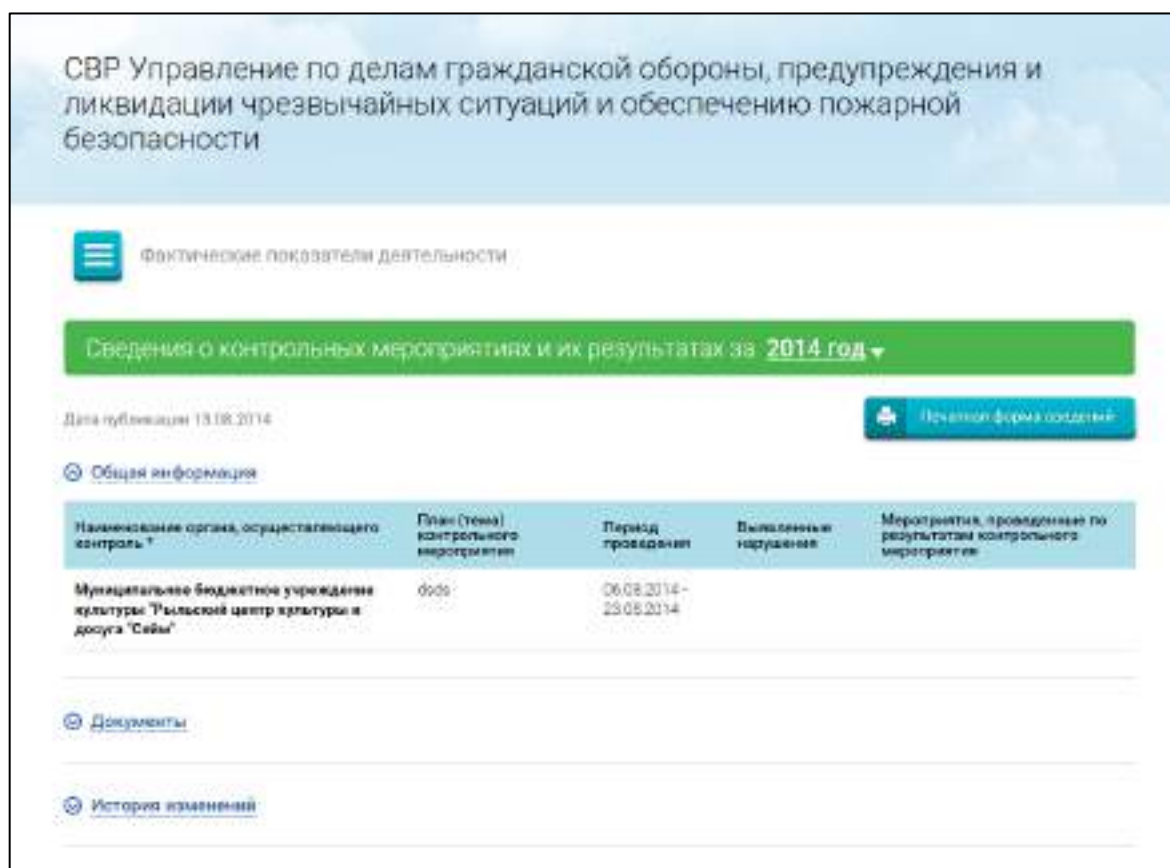 СВР Управление по делам гражданской обороны, предупреждения и
ликвидации чрезвычайных ситуаций и обеспечению пожарной
безопасности
Фактические показатели деятельности
Сведения о контрольных мероприятиях и их результатах за 2014 год
Дата публикации 13.08.2014
Печатная форма сведений
Общая информация
Наименование органа, осуществляющего
контроль *
План (тема)
контрольного
мероприятия
Период
проведения
Выявленные
нарушения
Мероприятия, проведенные по
результатам контрольного
мероприятия
Муниципальное бюджетное учреждение
культуры "Рыльский центр культуры и
досуга "Сейм"
dsds
06.08.2014 -
23.08.2014
Документы
История изменений